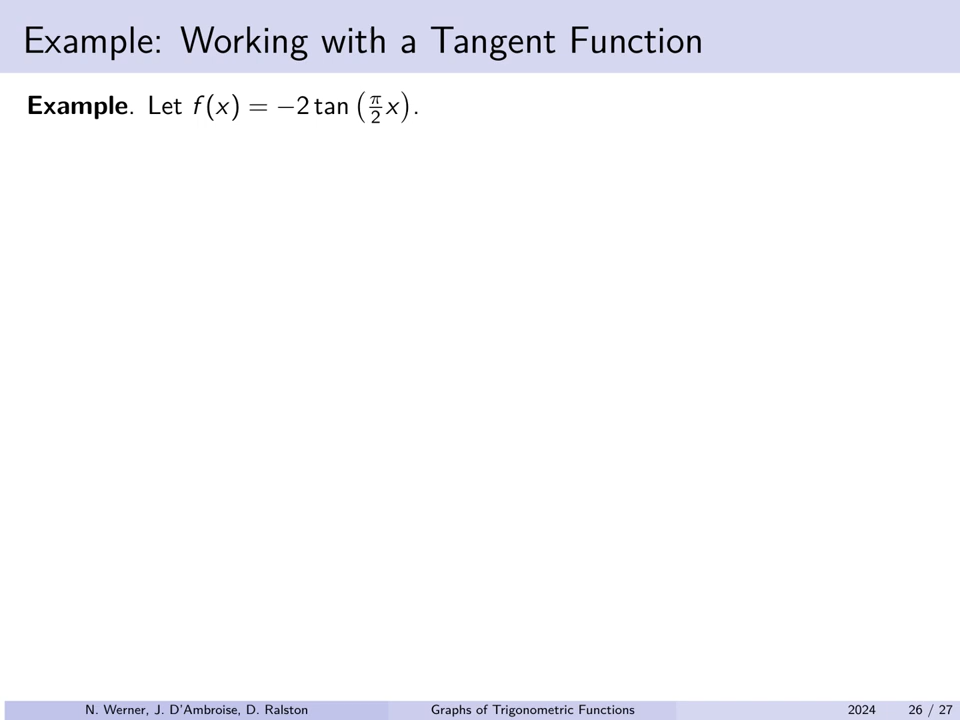 Example: Working with a Tangent Function
Example. Let f(x) = −2 tan (π/2 x).
N. Werner, J. D'Ambroise, D. Ralston
Graphs of Trigonometric Functions
2024
26 / 27